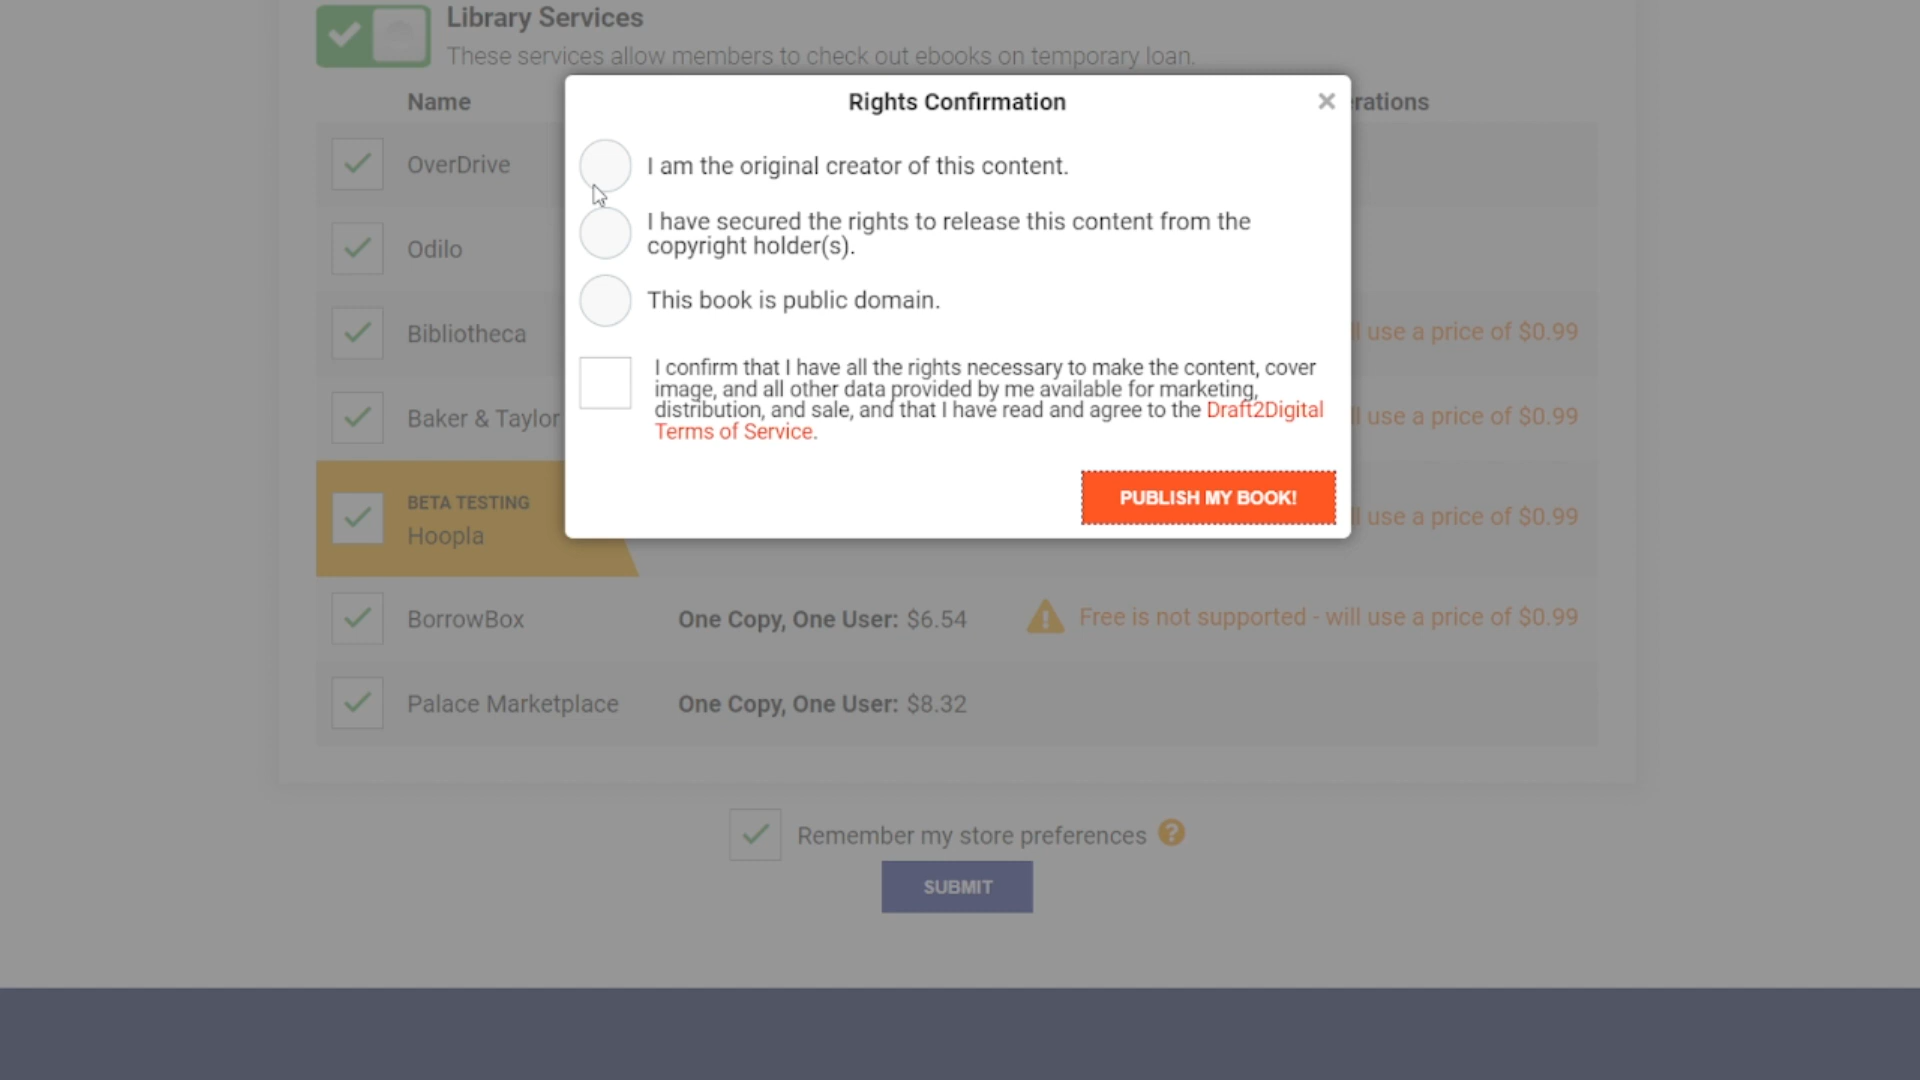 Library Services
These services allow members to check out ebooks on temporary loan.
Name
rations
Rights Confirmation
I am the original creator of this content.
I have secured the rights to release this content from the
copyright holder(s).
This book is public domain.
I confirm that I have all the rights necessary to make the content, cover
image, and all other data provided by me available for marketing,
distribution, and sale, and that I have read and agree to the Draft2Digital
Terms of Service.
PUBLISH MY BOOK!
OverDrive
Odilo
Bibliotheca
use a price of $0.99
Baker & Taylor
use a price of $0.99
BETA TESTING
Hoopla
use a price of $0.99
BorrowBox One Copy, One User: $6.54 Free is not supported - will use a price of $0.99
Palace Marketplace One Copy, One User: $8.32
Remember my store preferences ?
SUBMIT